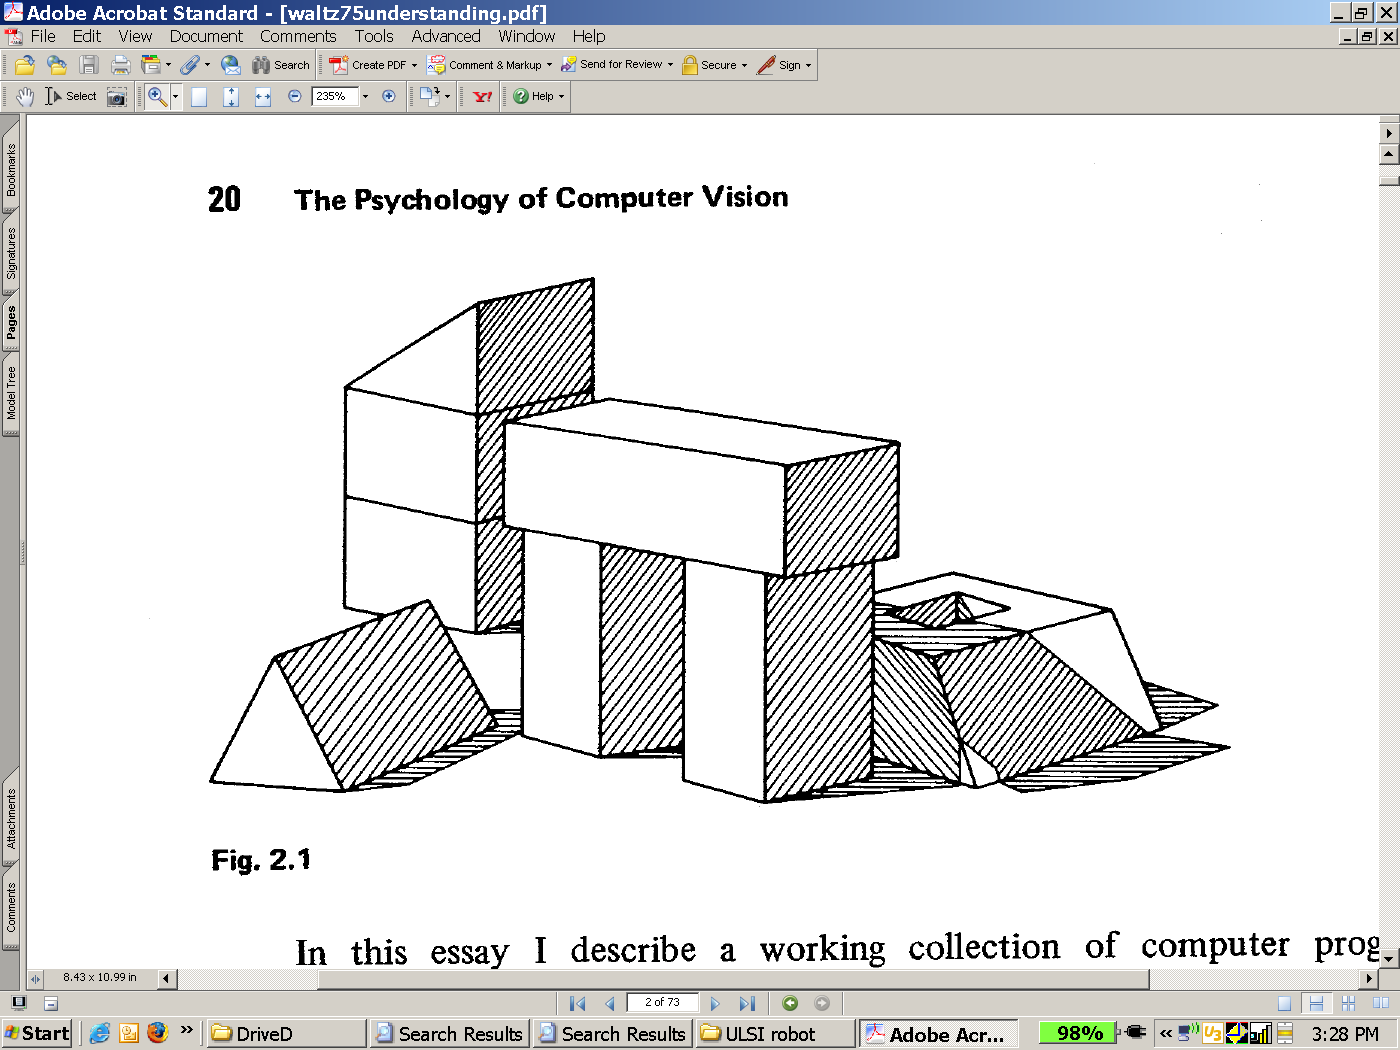 Adobe Acrobat Standard - [waltz75understanding.pdf]
File Edit View Document Comments Tools Advanced Window Help
Search Create PDF Comment & Markup Send for Review Secure Sign
Select 235% Y! Help
Bookmarks
Signatures
Pages
Model Tree
Attachments
Comments
20 The Psychology of Computer Vision
Fig. 2.1
In this essay I describe a working collection of computer prog
8.43 x 10.99 in
2 of 73
Start » DriveD Search Results Search Results ULSI robot Adobe Acr... 98% « U3 3:28 PM